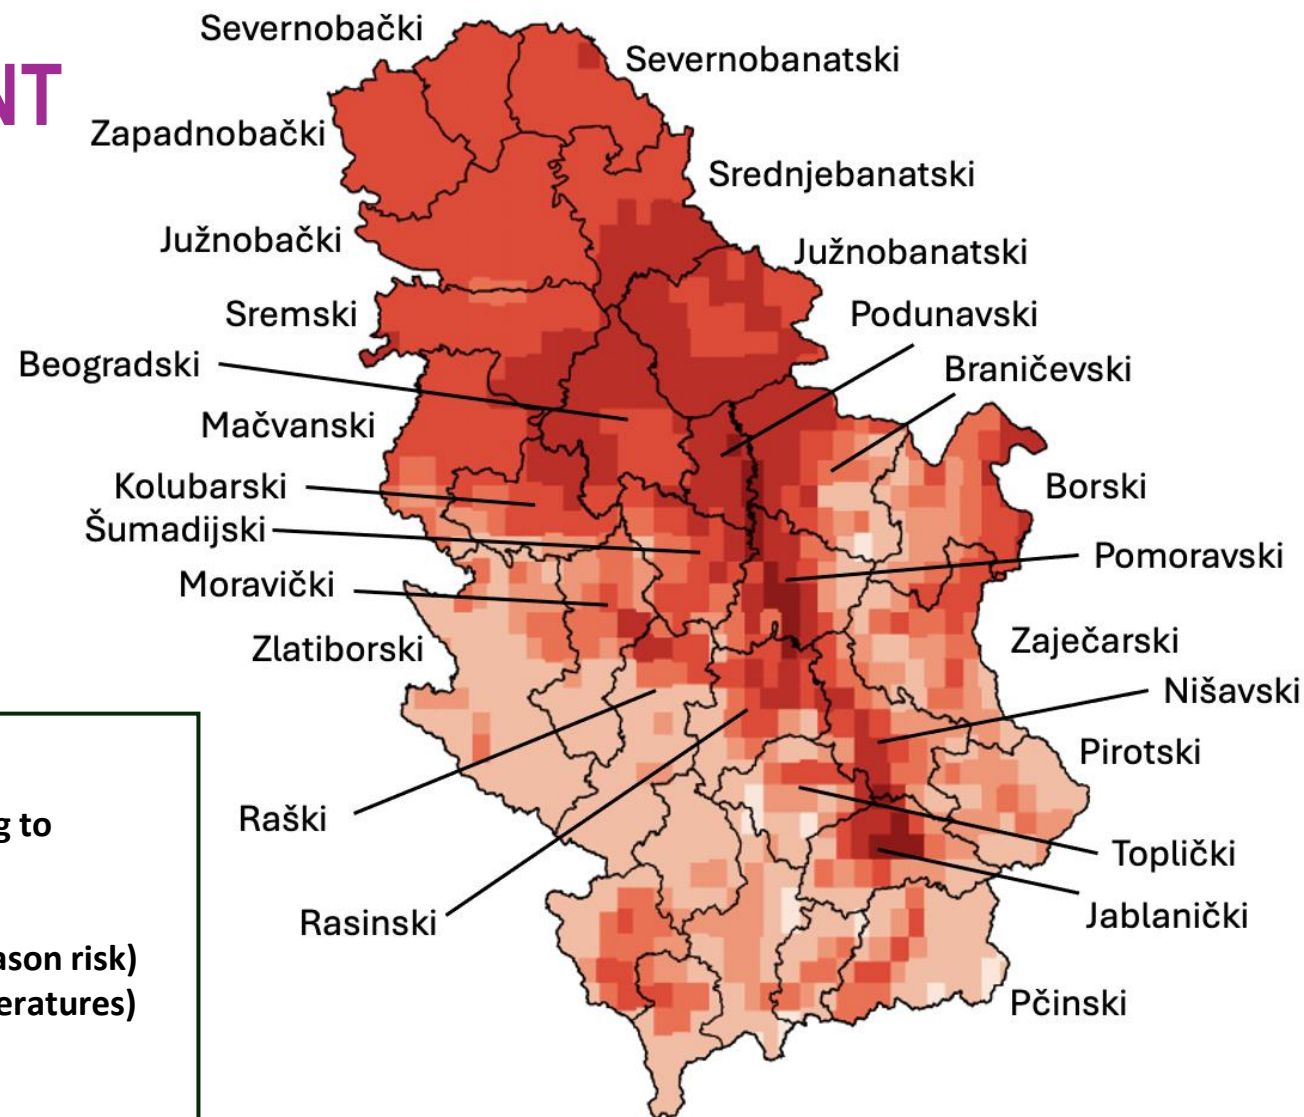 Severnobački
NT
Severnobanatski
Zapadnobački
Srednjebanatski
Južnobački
Južnobanatski
Sremski
Podunavski
Beogradski
Braničevski
Mačvanski
Kolubarski
Borski
Šumadijski
Pomoravski
Moravički
Zaječarski
Zlatiborski
Nišavski
Pirotski
Raški
g to
Toplički
Jablanički
Rasinski
ason risk)
eratures)
Pčinski